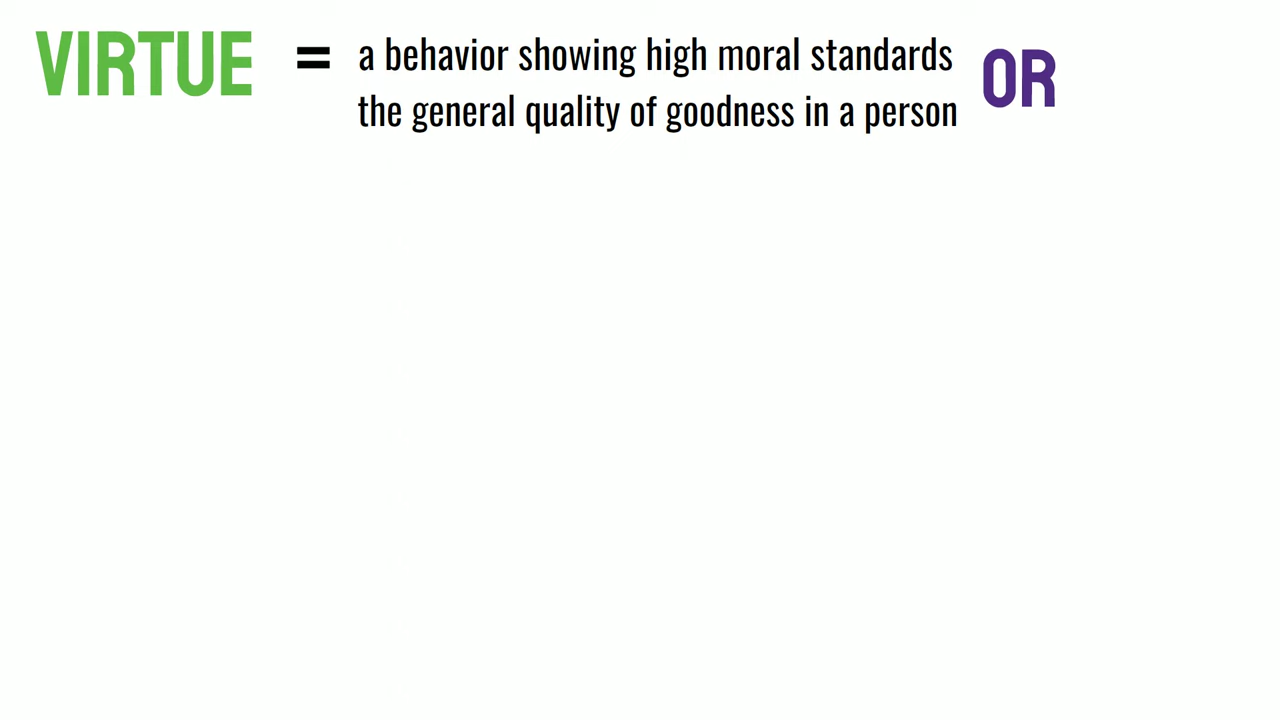 VIRTUE = a behavior showing high moral standards OR
the general quality of goodness in a person